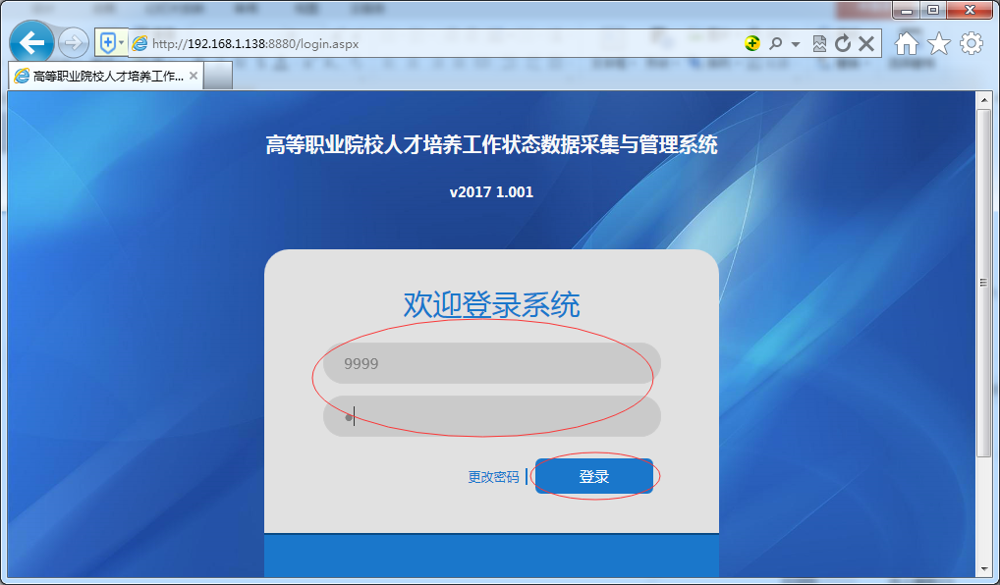 http://192.168.1.138:8880/login.aspx
高等职业院校人才培养工作...
高等职业院校人才培养工作状态数据采集与管理系统
v2017 1.001
欢迎登录系统
9999
更改密码
登录